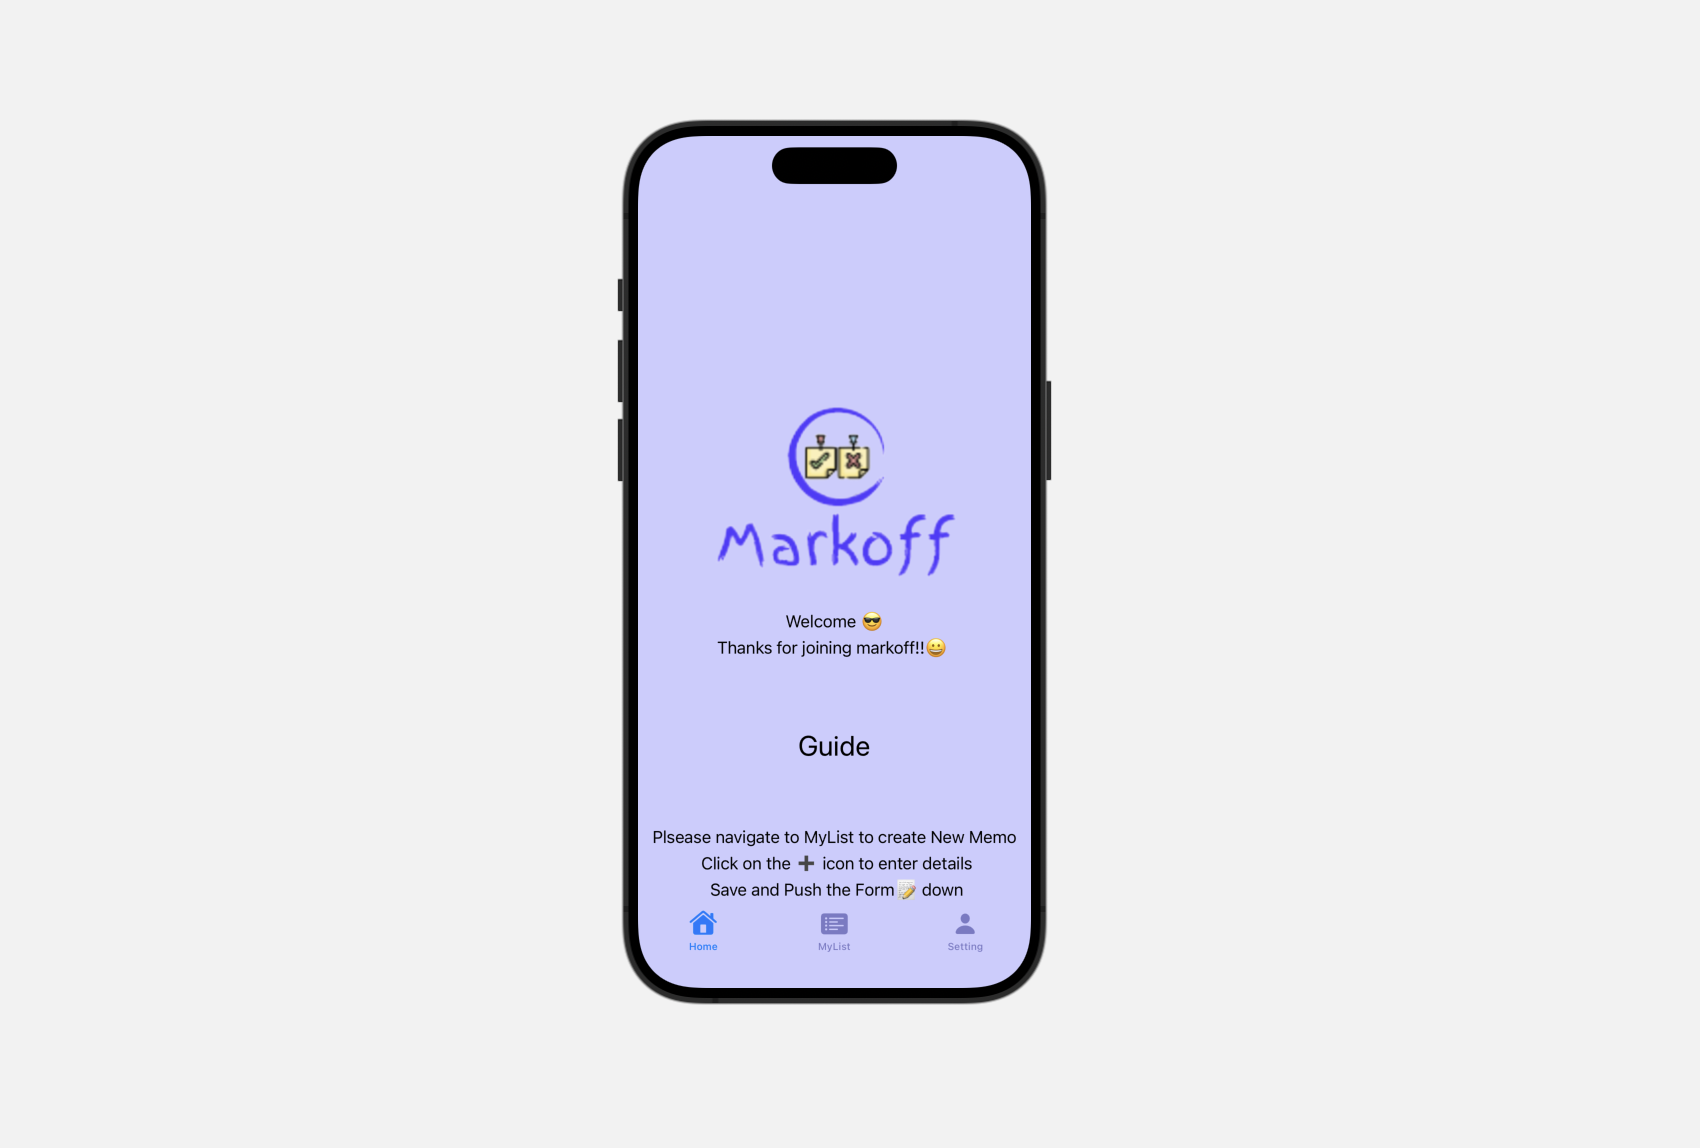 Markoff
Welcome 😎
Thanks for joining markoff!!😀
Guide
Plsease navigate to MyList to create New Memo
Click on the ➕ icon to enter details
Save and Push the Form📝 down
Home
MyList
Setting